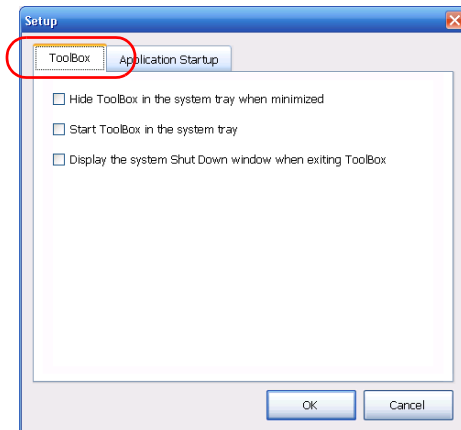 Setup
ToolBox
Application Startup
Hide ToolBox in the system tray when minimized
Start ToolBox in the system tray
Display the system Shut Down window when exiting ToolBox
OK
Cancel